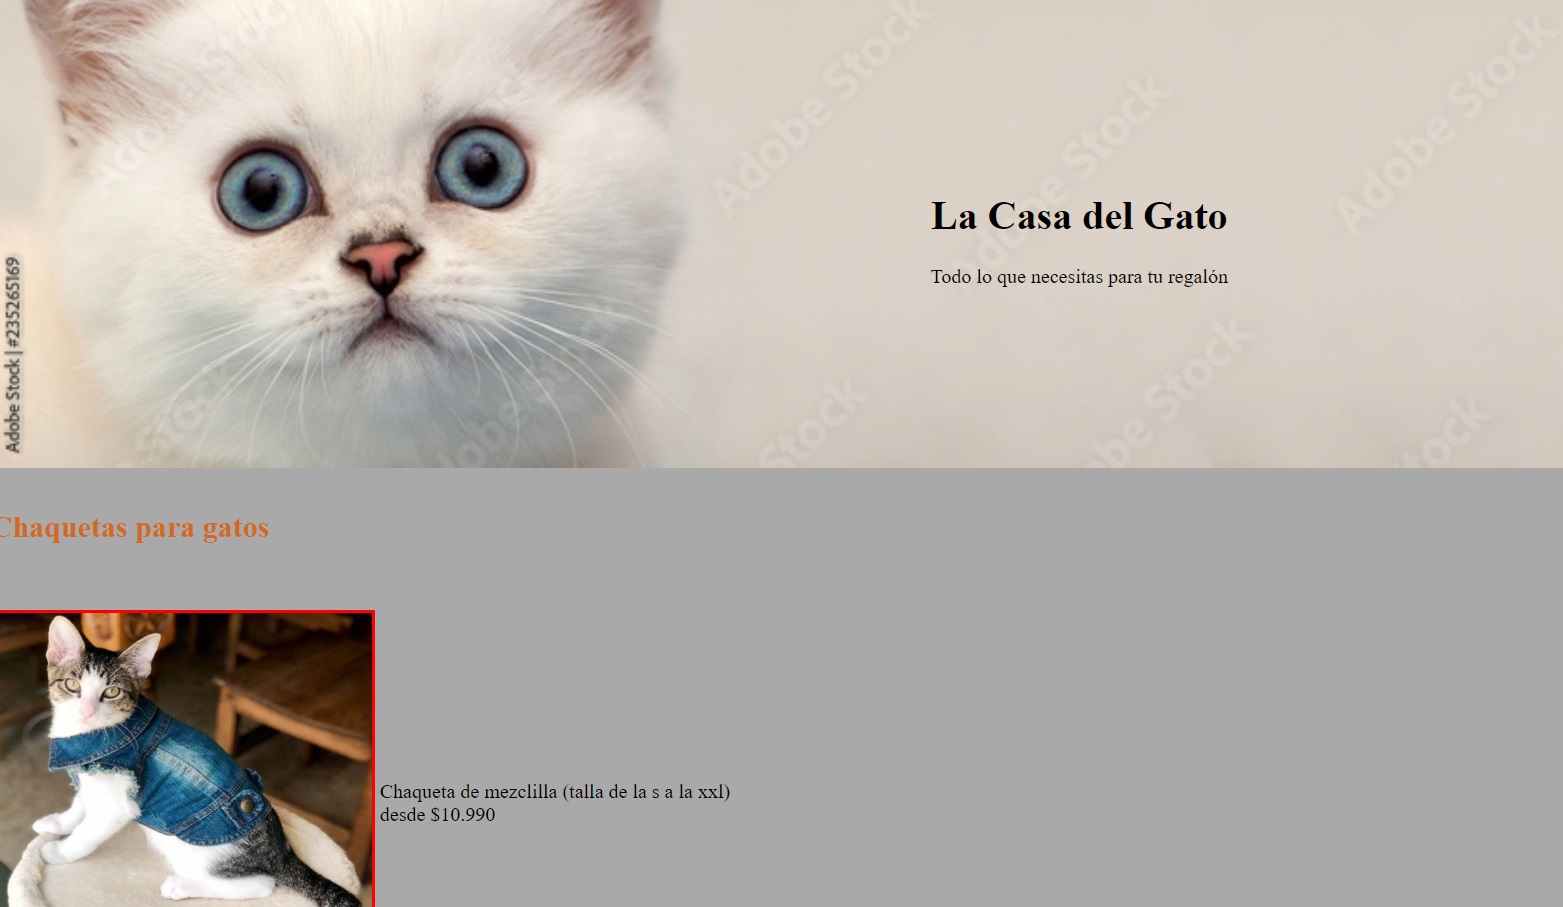 Adobe Stock
Adobe Stock | #235265169
La Casa del Gato
Todo lo que necesitas para tu regalón
Chaquetas para gatos
Chaqueta de mezclilla (talla de la s a la xxl)
desde $10.990